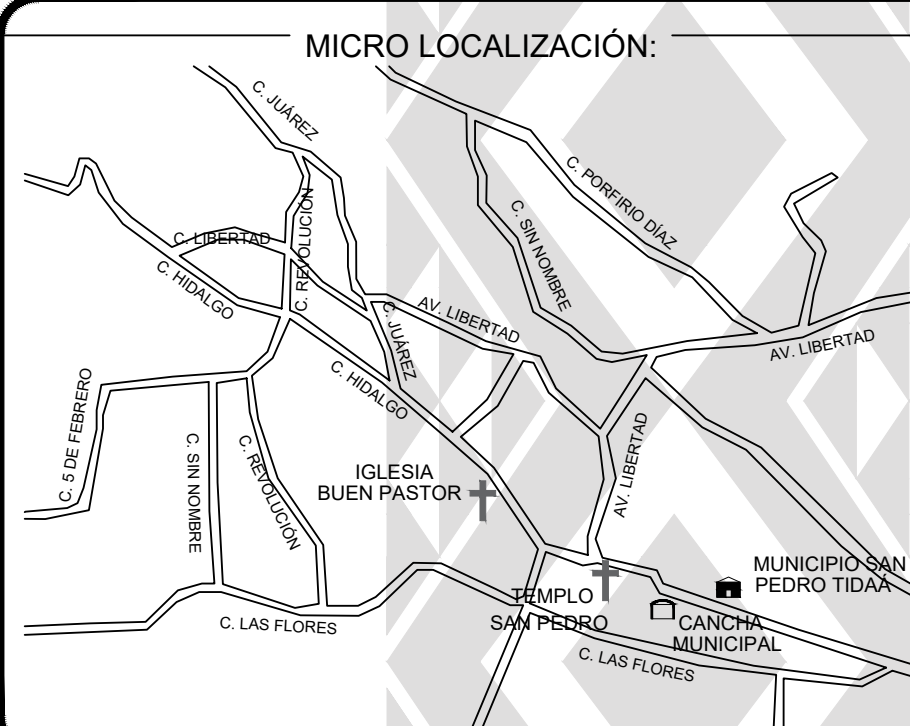 MICRO LOCALIZACIÓN:
C. JUÁREZ
C. PORFIRIO DÍAZ
C. SIN NOMBRE
C. REVOLUCIÓN
C. LIBERTAD
C. HIDALGO
AV. LIBERTAD
C. JUÁREZ
AV. LIBERTAD
C. HIDALGO
C. 5 DE FEBRERO
AV. LIBERTAD
C. SIN NOMBRE
C. REVOLUCIÓN
IGLESIA
BUEN PASTOR
MUNICIPIO SAN
PEDRO TIDAÁ
TEMPLO
SAN PEDRO
CANCHA
MUNICIPAL
C. LAS FLORES
C. LAS FLORES